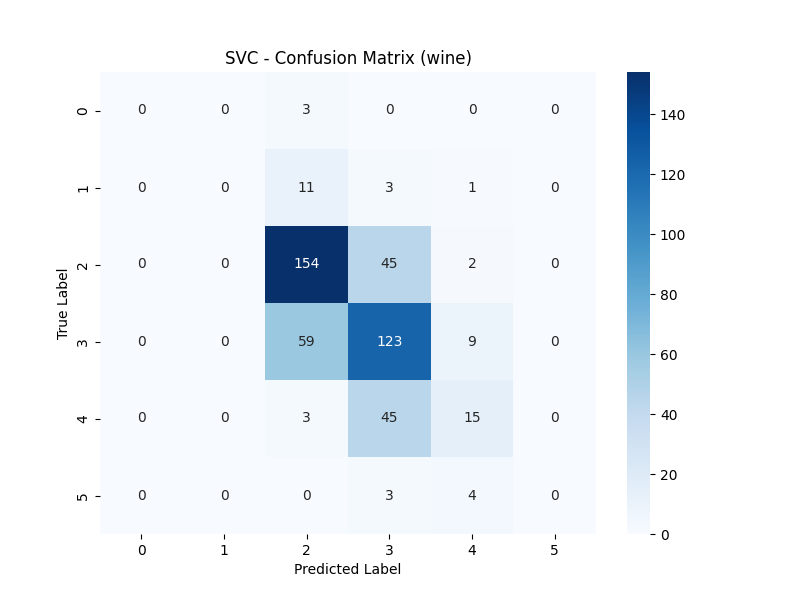 SVC - Confusion Matrix (wine)
0 0 0 3 0 0 0
1 0 0 11 3 1 0
2 0 0 154 45 2 0
3 0 0 59 123 9 0
4 0 0 3 45 15 0
5 0 0 0 3 4 0
0 1 2 3 4 5
Predicted Label
True Label
140
120
100
80
60
40
20
0